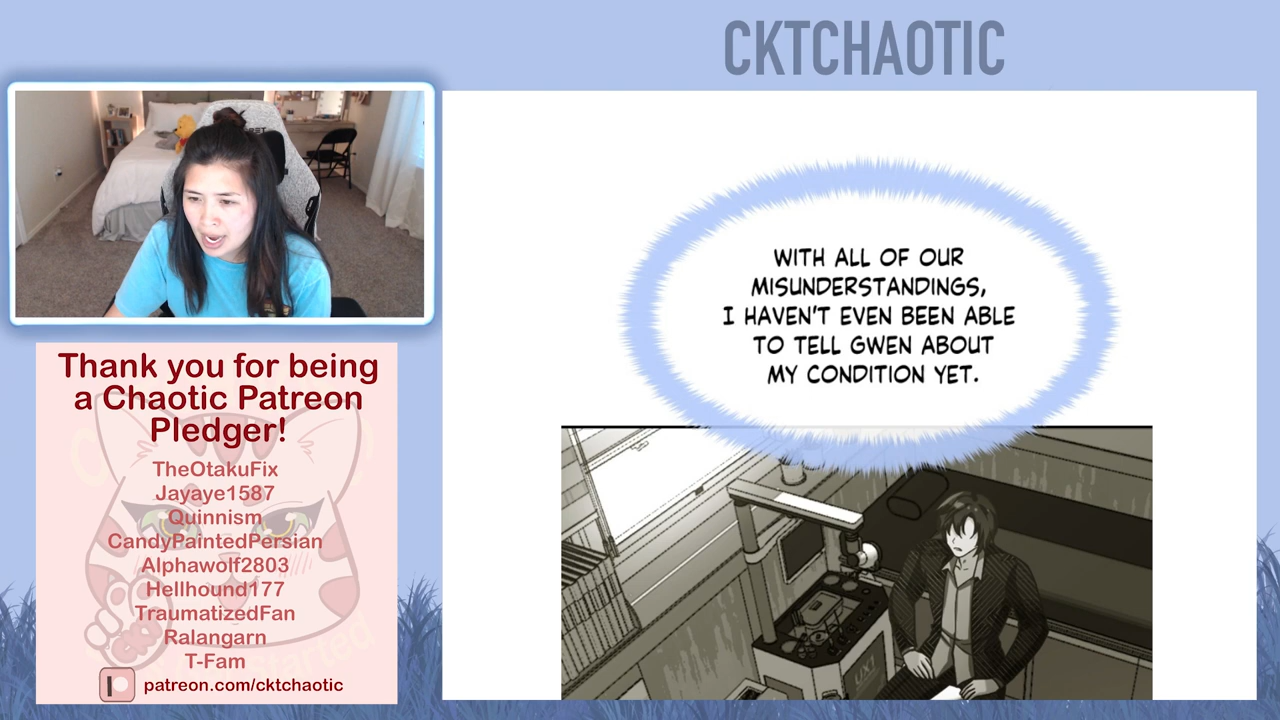 CKTCHAOTIC
WITH ALL OF OUR
MISUNDERSTANDINGS,
I HAVEN'T EVEN BEEN ABLE
TO TELL GWEN ABOUT
MY CONDITION YET.
Thank you for being
a Chaotic Patreon
Pledger!
TheOtakuFix
Jayaye1587
Quinnism
CandyPaintedPersian
Alphawolf2803
Hellhound177
TraumatizedFan
Ralangarn
T-Fam
patreon.com/cktchaotic